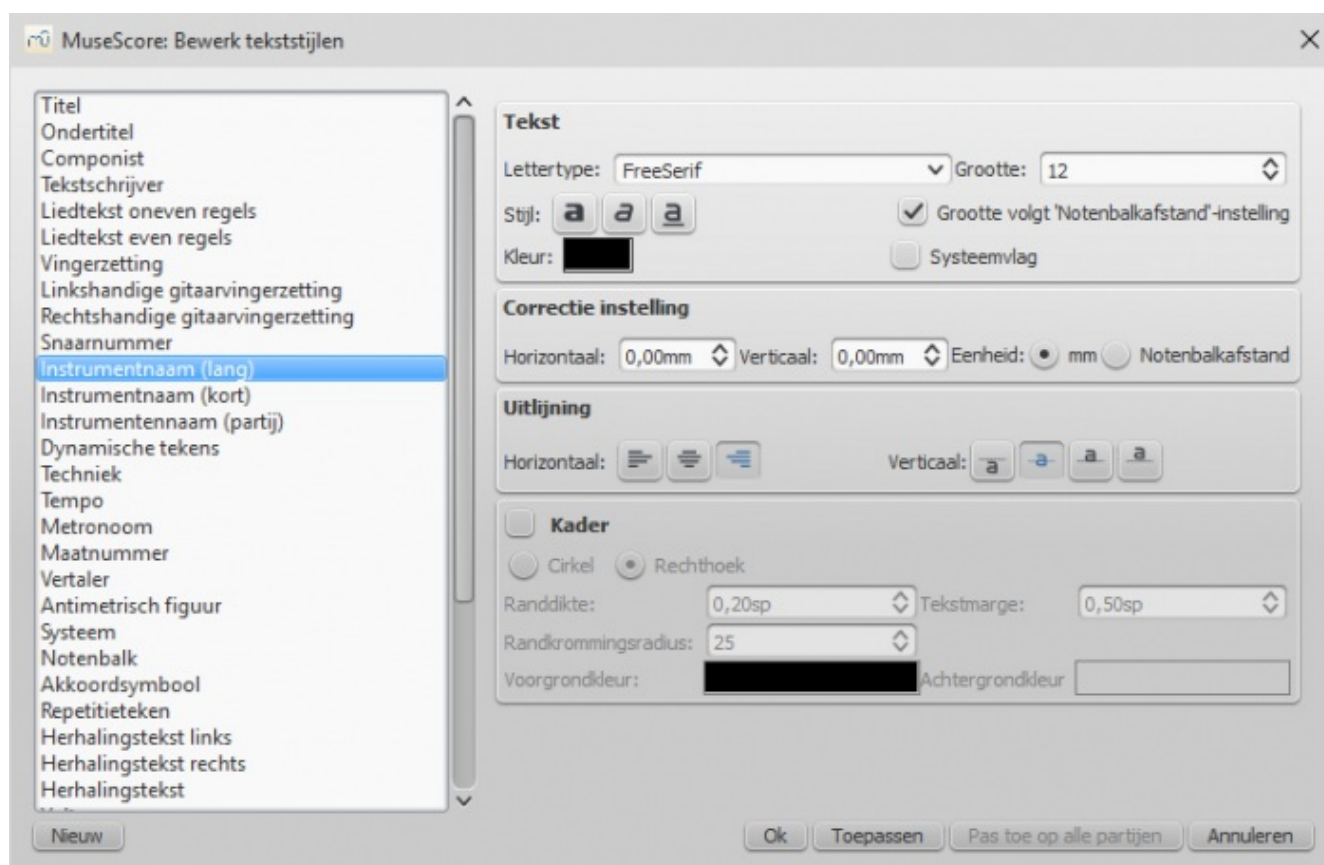 MuseScore: Bewerk tekststijlen
Titel
Ondertitel
Componist
Tekstschrijver
Liedtekst oneven regels
Liedtekst even regels
Vingerzetting
Linkshandige gitaarvingerzetting
Rechtshandige gitaarvingerzetting
Snaarnummer
Instrumentnaam (lang)
Instrumentnaam (kort)
Instrumentennaam (partij)
Dynamische tekens
Techniek
Tempo
Metronoom
Maatnummer
Vertaler
Antimetrisch figuur
Systeem
Notenbalk
Akkoordsymbool
Repetitieteken
Herhalingstekst links
Herhalingstekst rechts
Herhalingstekst
Nieuw
Tekst
Lettertype: FreeSerif Grootte: 12
Stijl: a a a Grootte volgt 'Notenbalkafstand'-instelling
Kleur: Systeemvlag
Correctie instelling
Horizontaal: 0,00mm Verticaal: 0,00mm Eenheid: mm Notenbalkafstand
Uitlijning
Horizontaal: Verticaal: a a a a
Kader
Cirkel Rechthoek
Randdikte: 0,20sp Tekstmarge: 0,50sp
Randkrommingsradius: 25
Voorgrondkleur: Achtergrondkleur
Ok Toepassen Pas toe op alle partijen Annuleren